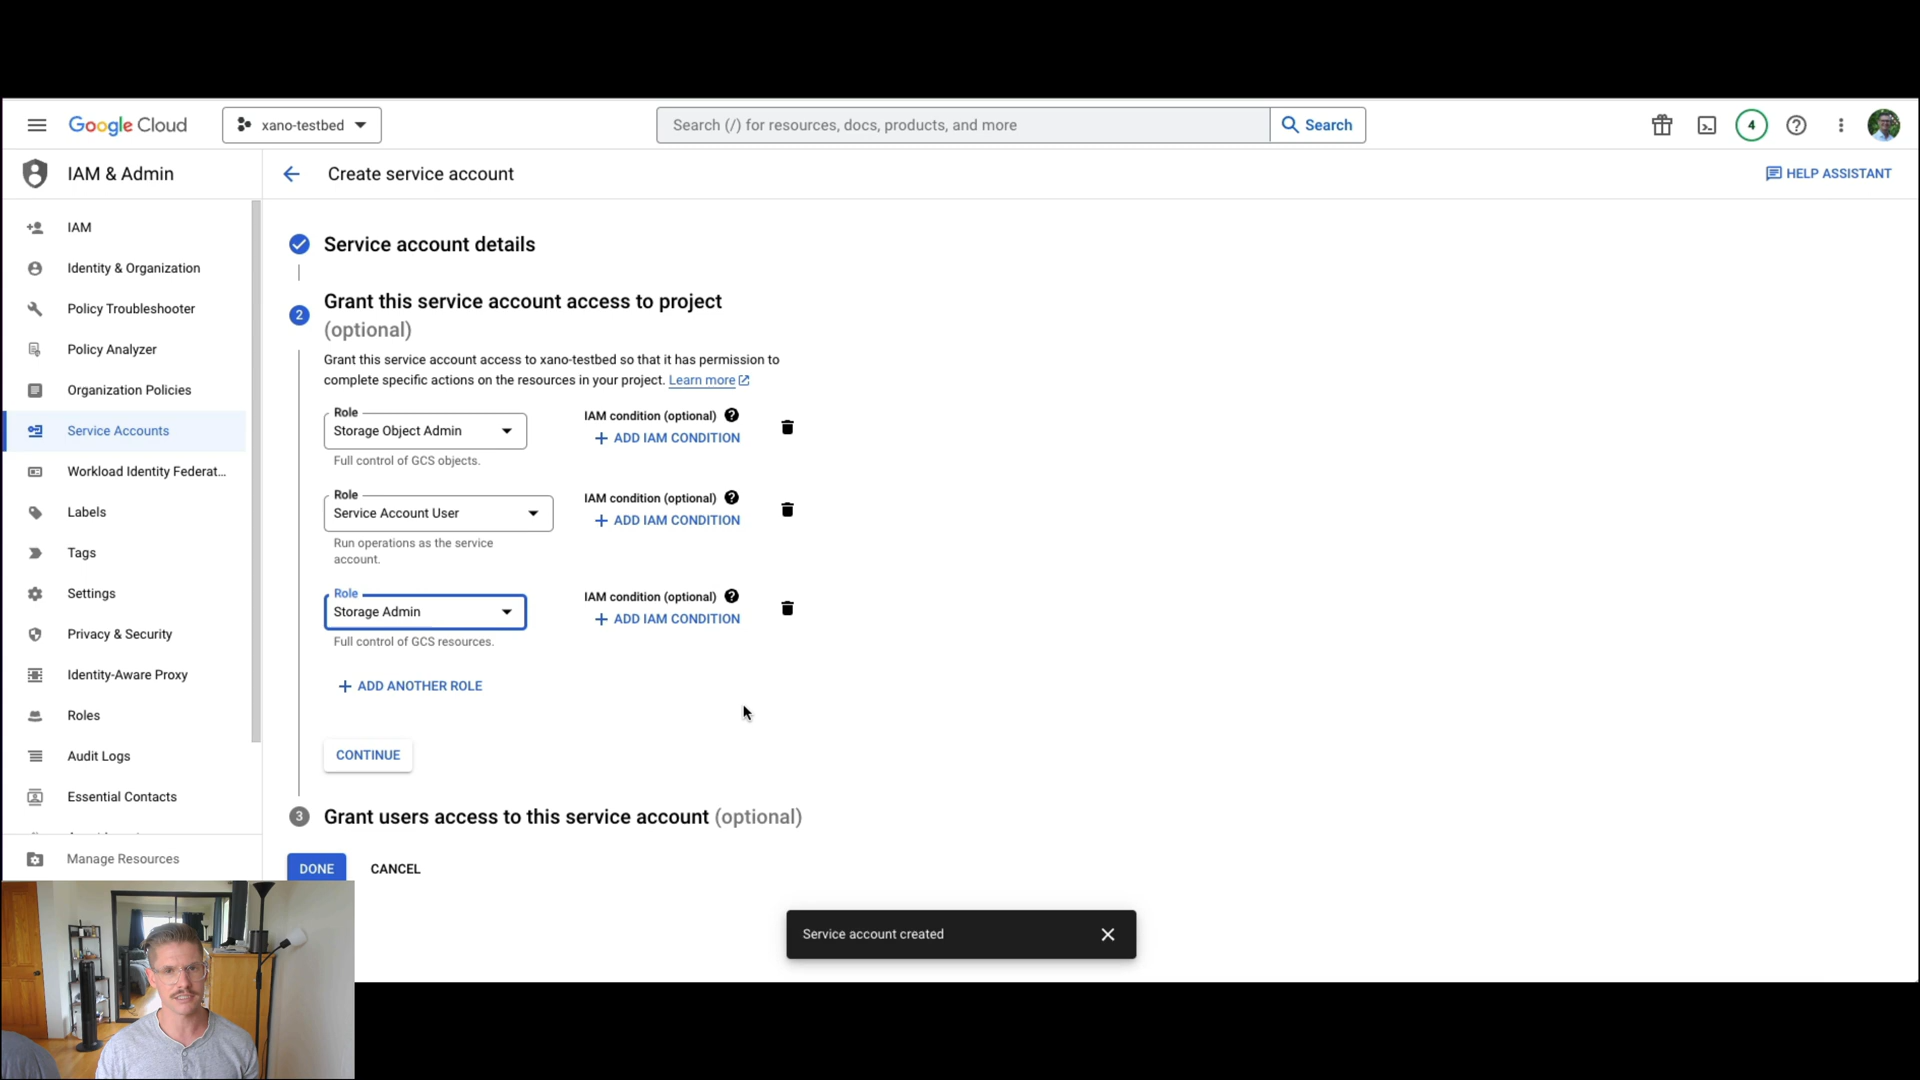 Google Cloud
xano-testbed
Search (/) for resources, docs, products, and more
Search
4
IAM & Admin
Create service account
HELP ASSISTANT
IAM
Identity & Organization
Policy Troubleshooter
Policy Analyzer
Organization Policies
Service Accounts
Workload Identity Federat...
Labels
Tags
Settings
Privacy & Security
Identity-Aware Proxy
Roles
Audit Logs
Essential Contacts
Manage Resources
Service account details
2
Grant this service account access to project
(optional)
Grant this service account access to xano-testbed so that it has permission to
complete specific actions on the resources in your project. Learn more
Role
Storage Object Admin
Full control of GCS objects.
IAM condition (optional)
+ ADD IAM CONDITION
Role
Service Account User
Run operations as the service
account.
IAM condition (optional)
+ ADD IAM CONDITION
Role
Storage Admin
Full control of GCS resources.
IAM condition (optional)
+ ADD IAM CONDITION
+ ADD ANOTHER ROLE
CONTINUE
3
Grant users access to this service account (optional)
DONE
CANCEL
Service account created